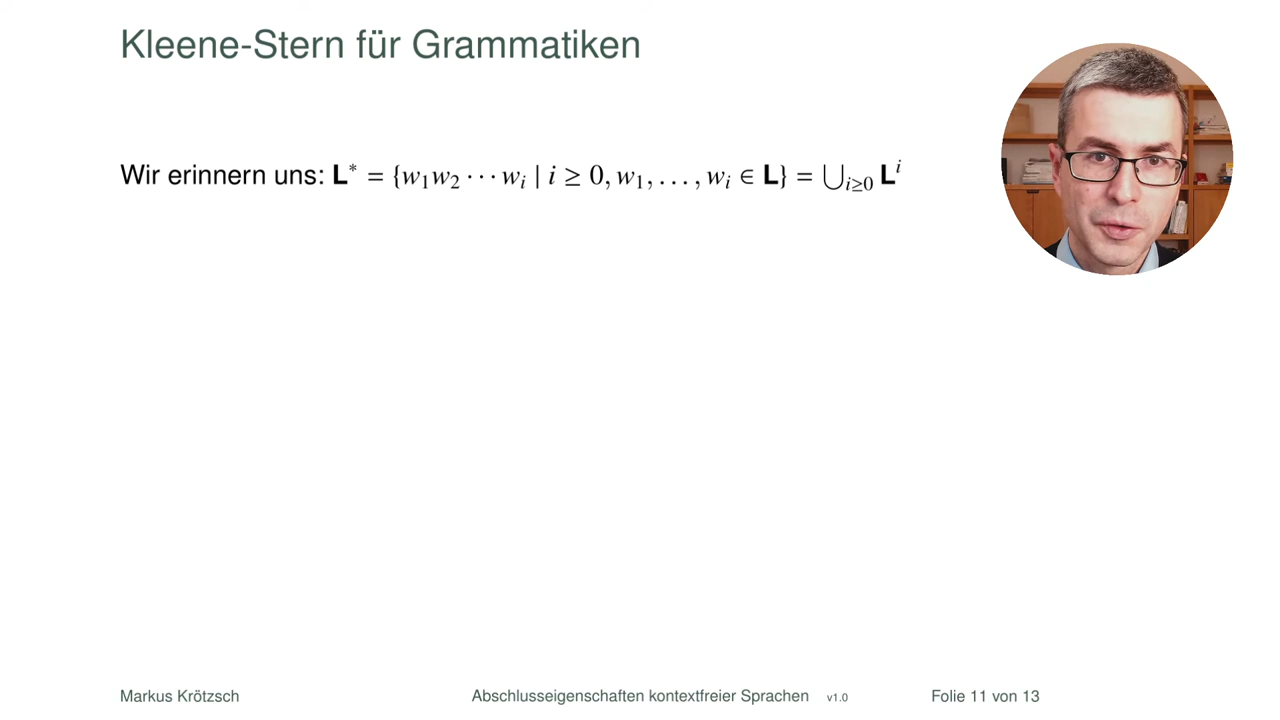 Kleene-Stern für Grammatiken
Wir erinnern uns: L* = {w₁w₂ ··· wᵢ | i ≥ 0, w₁, . . . , wᵢ ∈ L} = ⋃ᵢ≥₀ Lⁱ
Markus Krötzsch Abschlusseigenschaften kontextfreier Sprachen v1.0 Folie 11 von 13